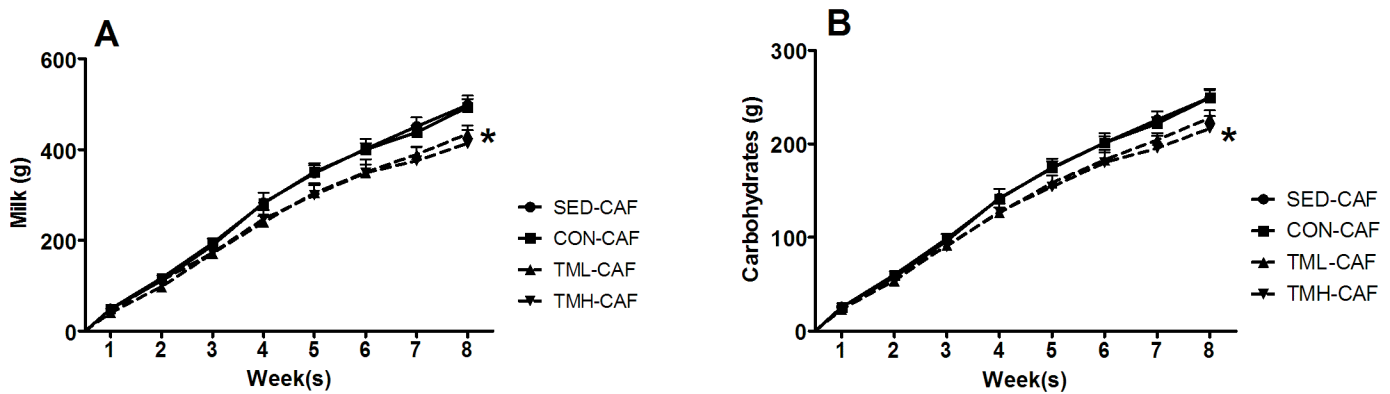 A
Milk (g)
600
400
200
0
1 2 3 4 5 6 7 8
Week(s)
*
SED-CAF
CON-CAF
TML-CAF
TMH-CAF
B
Carbohydrates (g)
300
200
100
0
1 2 3 4 5 6 7 8
Week(s)
*
SED-CAF
CON-CAF
TML-CAF
TMH-CAF